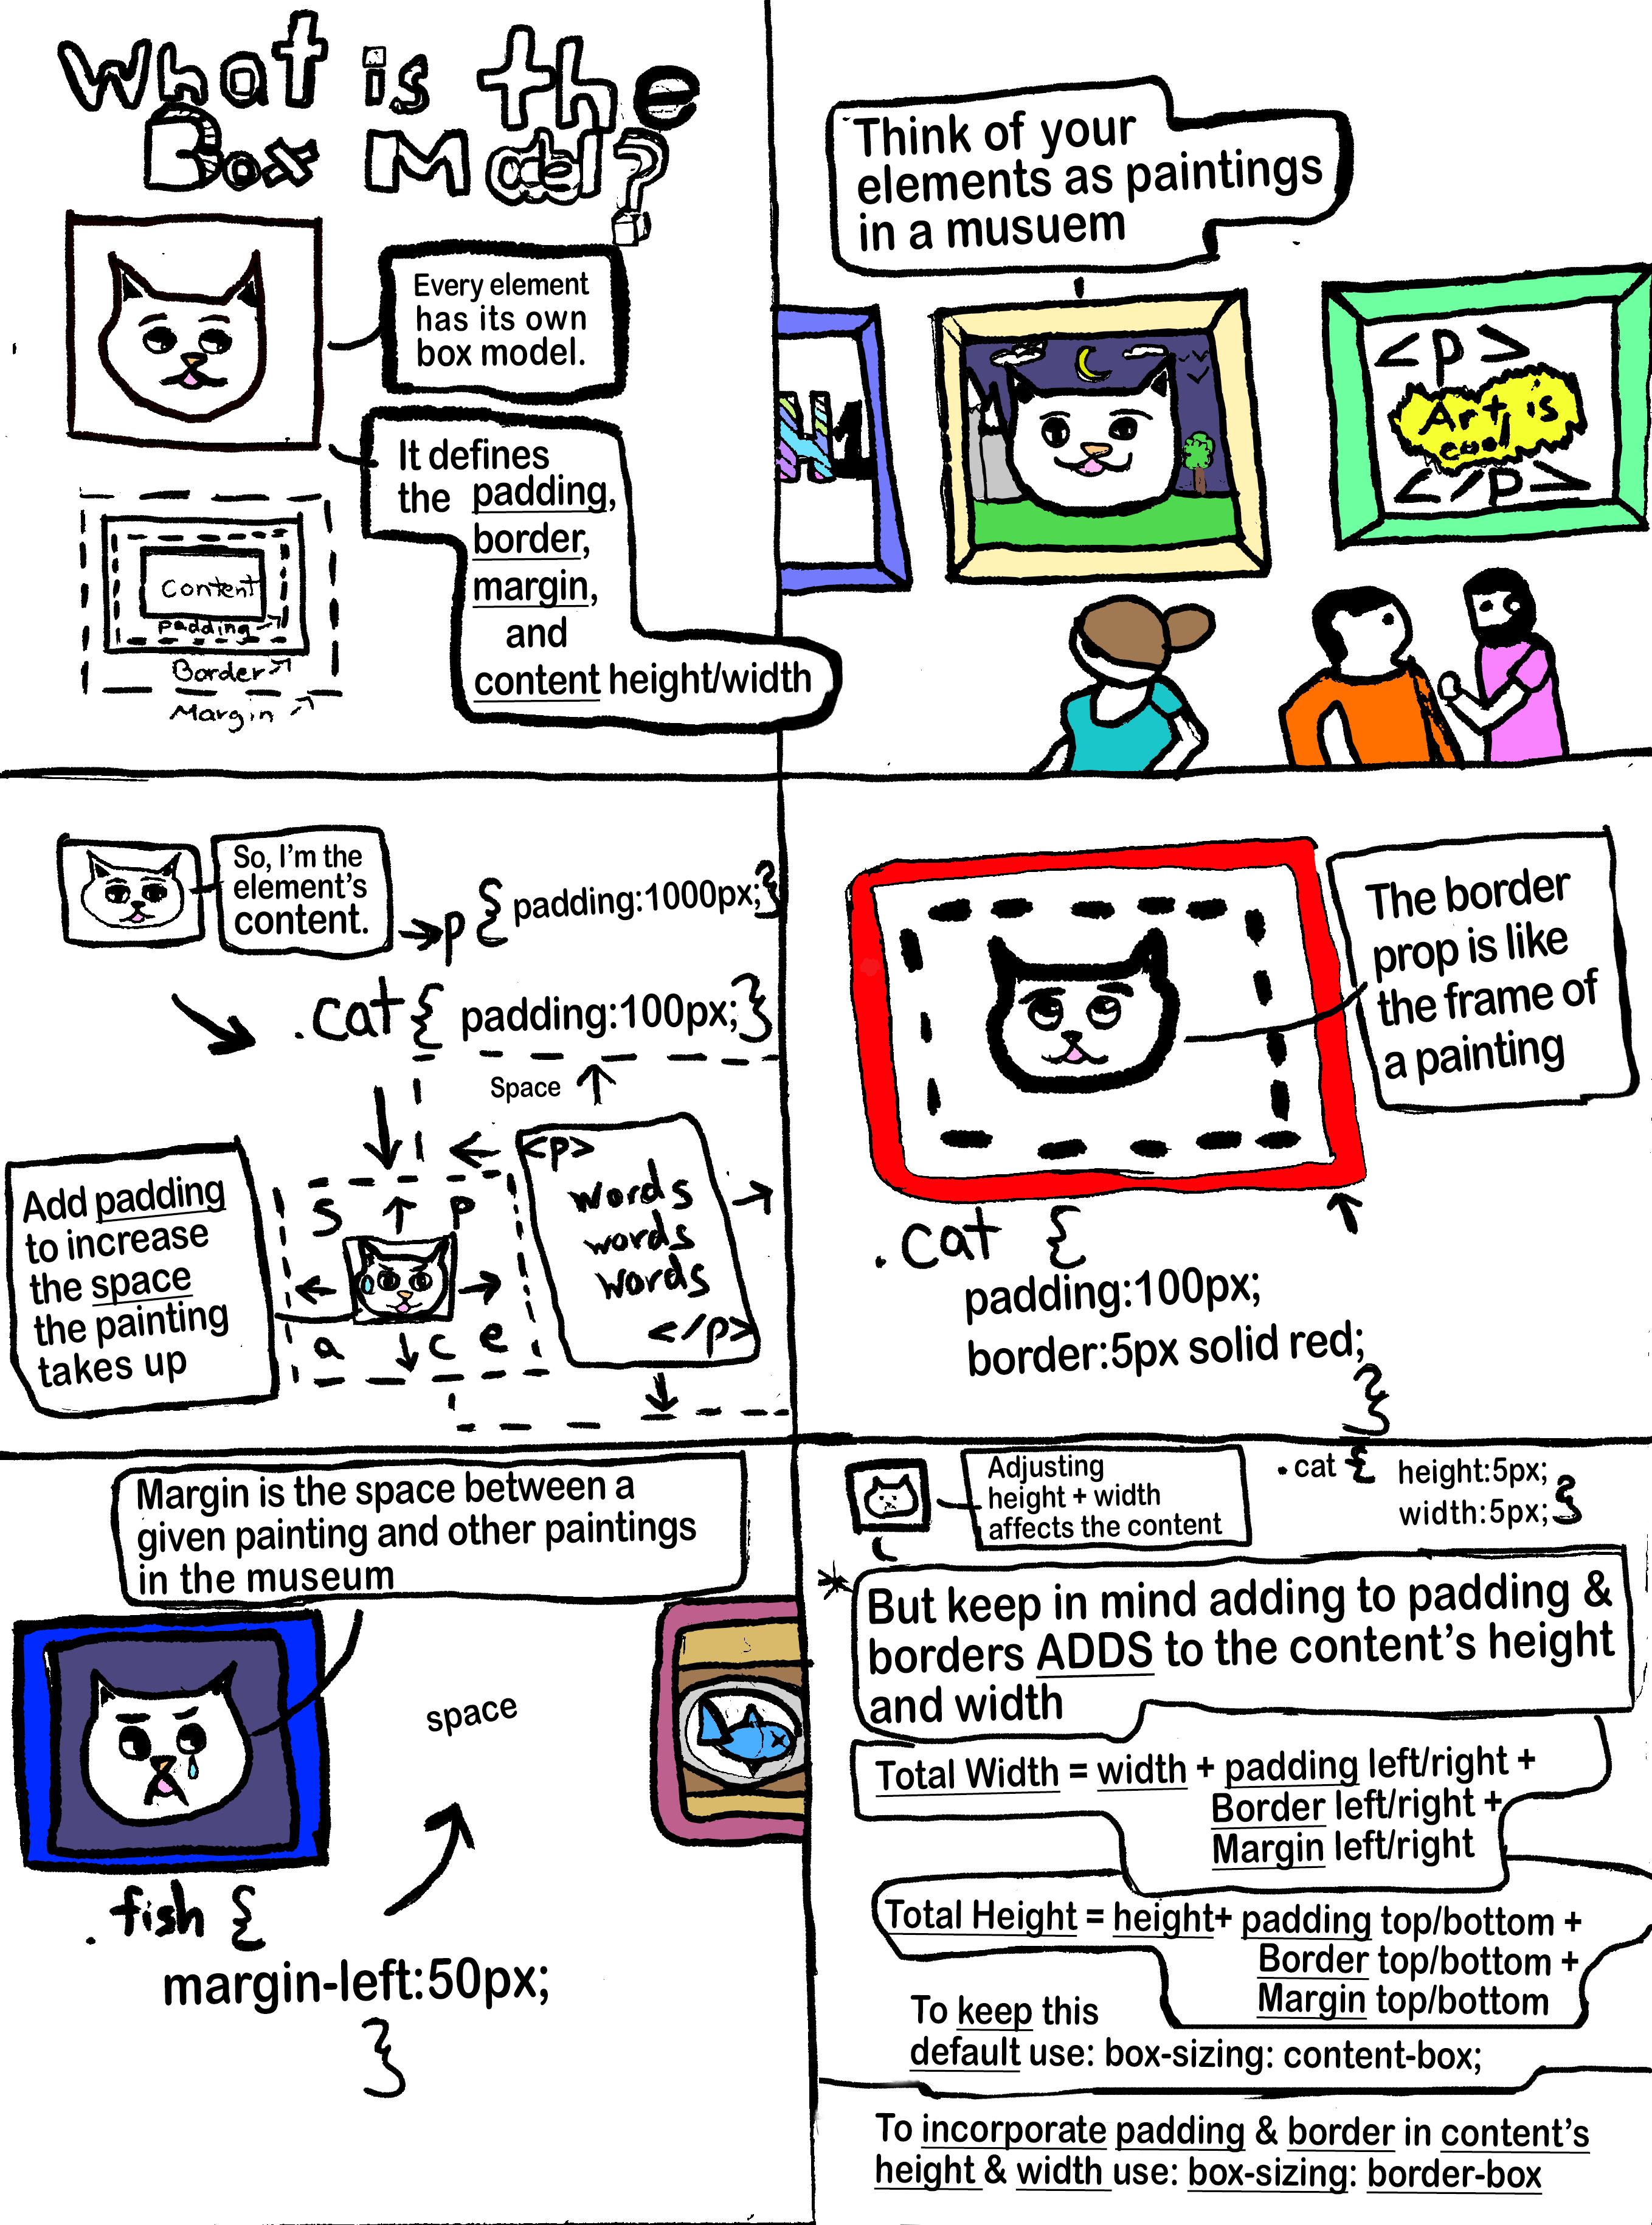 What is the
Box Model?
Every element
has its own
box model.
It defines
the padding,
border,
margin,
and
content height/width
Content
padding
Border
Margin
Think of your
elements as paintings
in a musuem
H1
<p>
Art is
cool
</p>
So, I'm the
element's
content.
p { padding:1000px;}
.cat { padding:100px;}
Space
Add padding
to increase
the space
the painting
takes up
S p
a c e
<p>
words
words
words
</p>
The border
prop is like
the frame of
a painting
.cat {
padding:100px;
border:5px solid red;
}
Margin is the space between a
given painting and other paintings
in the museum
space
.fish {
margin-left:50px;
}
Adjusting
height + width
affects the content
.cat { height:5px;
width:5px; }
* But keep in mind adding to padding &
borders ADDS to the content's height
and width
Total Width = width + padding left/right +
Border left/right +
Margin left/right
Total Height = height+ padding top/bottom +
Border top/bottom +
Margin top/bottom
To keep this
default use: box-sizing: content-box;
To incorporate padding & border in content's
height & width use: box-sizing: border-box